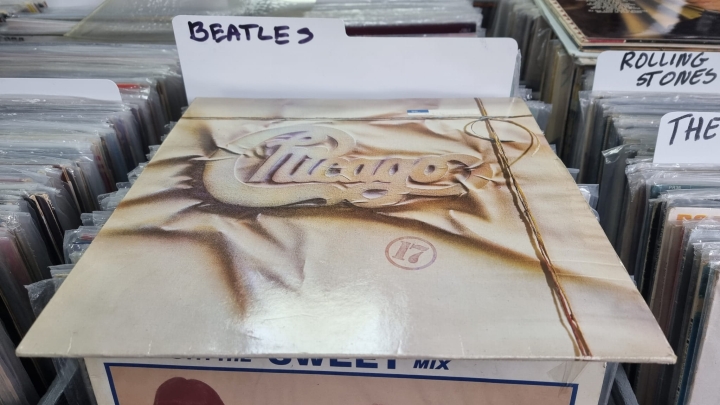 BEATLES
ROLLING
STONES
THE
Chicago
17
SWEET MIX